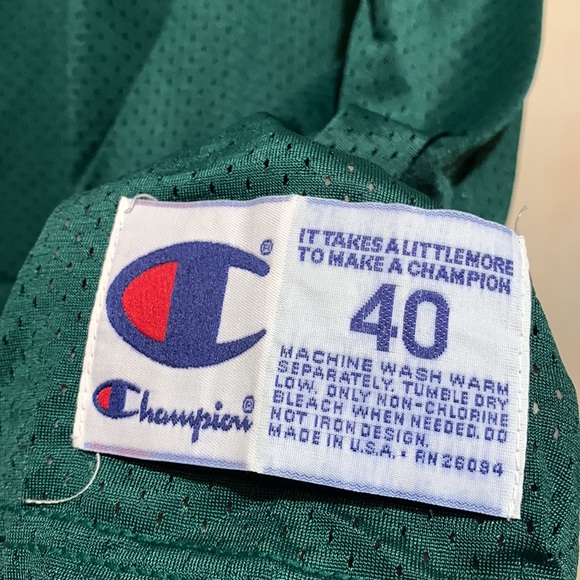 Champion®
IT TAKES A LITTLE MORE
TO MAKE A CHAMPION
40
MACHINE WASH WARM
SEPARATELY, TUMBLE DRY
LOW. ONLY NON-CHLORINE
BLEACH WHEN NEEDED. DO
NOT IRON DESIGN.
MADE IN U.S.A. • RN 26094